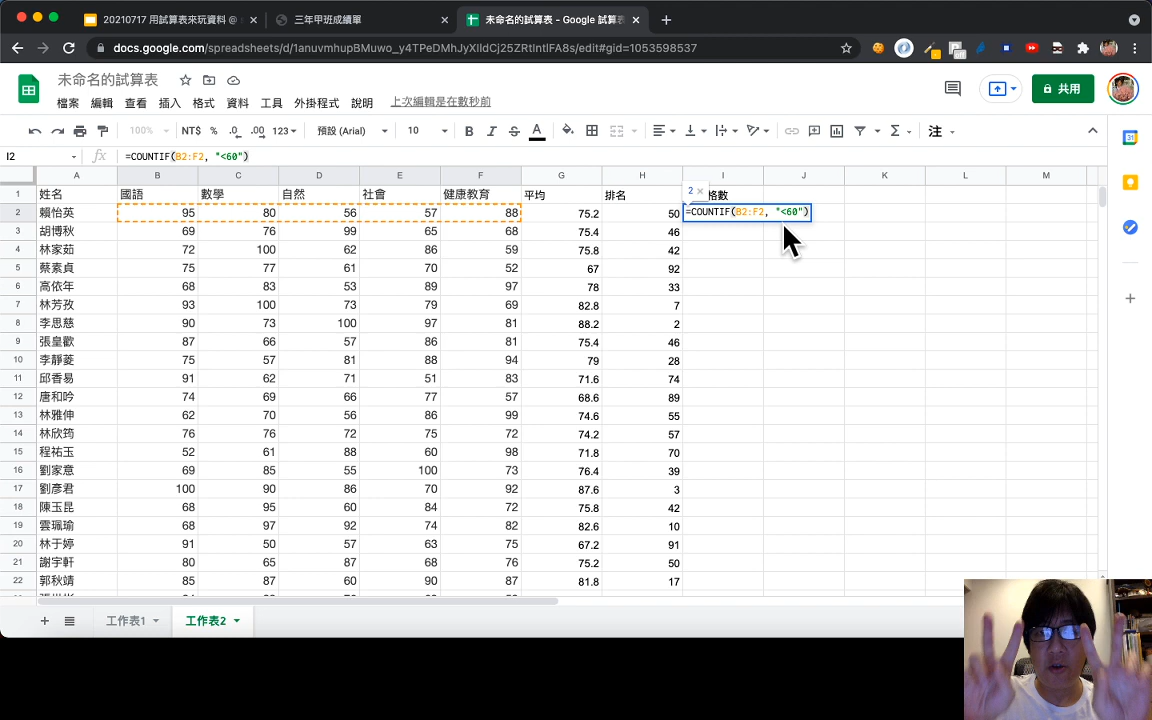 20210717 用試算表來玩資料 @
三年甲班成績單
未命名的試算表 - Google 試算表
docs.google.com/spreadsheets/d/1anuvmhupBMuwo_y4TPeDMhJyXIldCj25ZRtIntIFA8s/edit#gid=1053598537
未命名的試算表
檔案 編輯 查看 插入 格式 資料 工具 外掛程式 說明 上次編輯是在數秒前
共用
100% NT$ % .0 .00 123 預設 (Arial) 10 B I S A Σ 注
I2 fx =COUNTIF(B2:F2, "<60")
A B C D E F G H I J K L M
1 姓名 國語 數學 自然 社會 健康教育 平均 排名 格數
2 ×
2 賴怡英 95 80 56 57 88 75.2 50 =COUNTIF(B2:F2, "<60")
3 胡博秋 69 76 99 65 68 75.4 46
4 林家茹 72 100 62 86 59 75.8 42
5 蔡素貞 75 77 61 70 52 67 92
6 高依年 68 83 53 89 97 78 33
7 林芳孜 93 100 73 79 69 82.8 7
8 李思慈 90 73 100 97 81 88.2 2
9 張皇歡 87 66 57 86 81 75.4 46
10 李靜菱 75 57 81 88 94 79 28
11 邱香易 91 62 71 51 83 71.6 74
12 唐和吟 74 69 66 77 57 68.6 89
13 林雅伸 62 70 56 86 99 74.6 55
14 林欣筠 76 76 72 75 72 74.2 57
15 程祐玉 52 61 88 60 98 71.8 70
16 劉家意 69 85 55 100 73 76.4 39
17 劉彥君 100 90 86 70 92 87.6 3
18 陳玉昆 68 95 60 84 72 75.8 42
19 雲珮瑜 68 97 92 74 82 82.6 10
20 林于婷 91 50 57 63 75 67.2 91
21 謝宇軒 80 65 87 68 76 75.2 50
22 郭秋靖 85 87 60 90 87 81.8 17
工作表1 工作表2